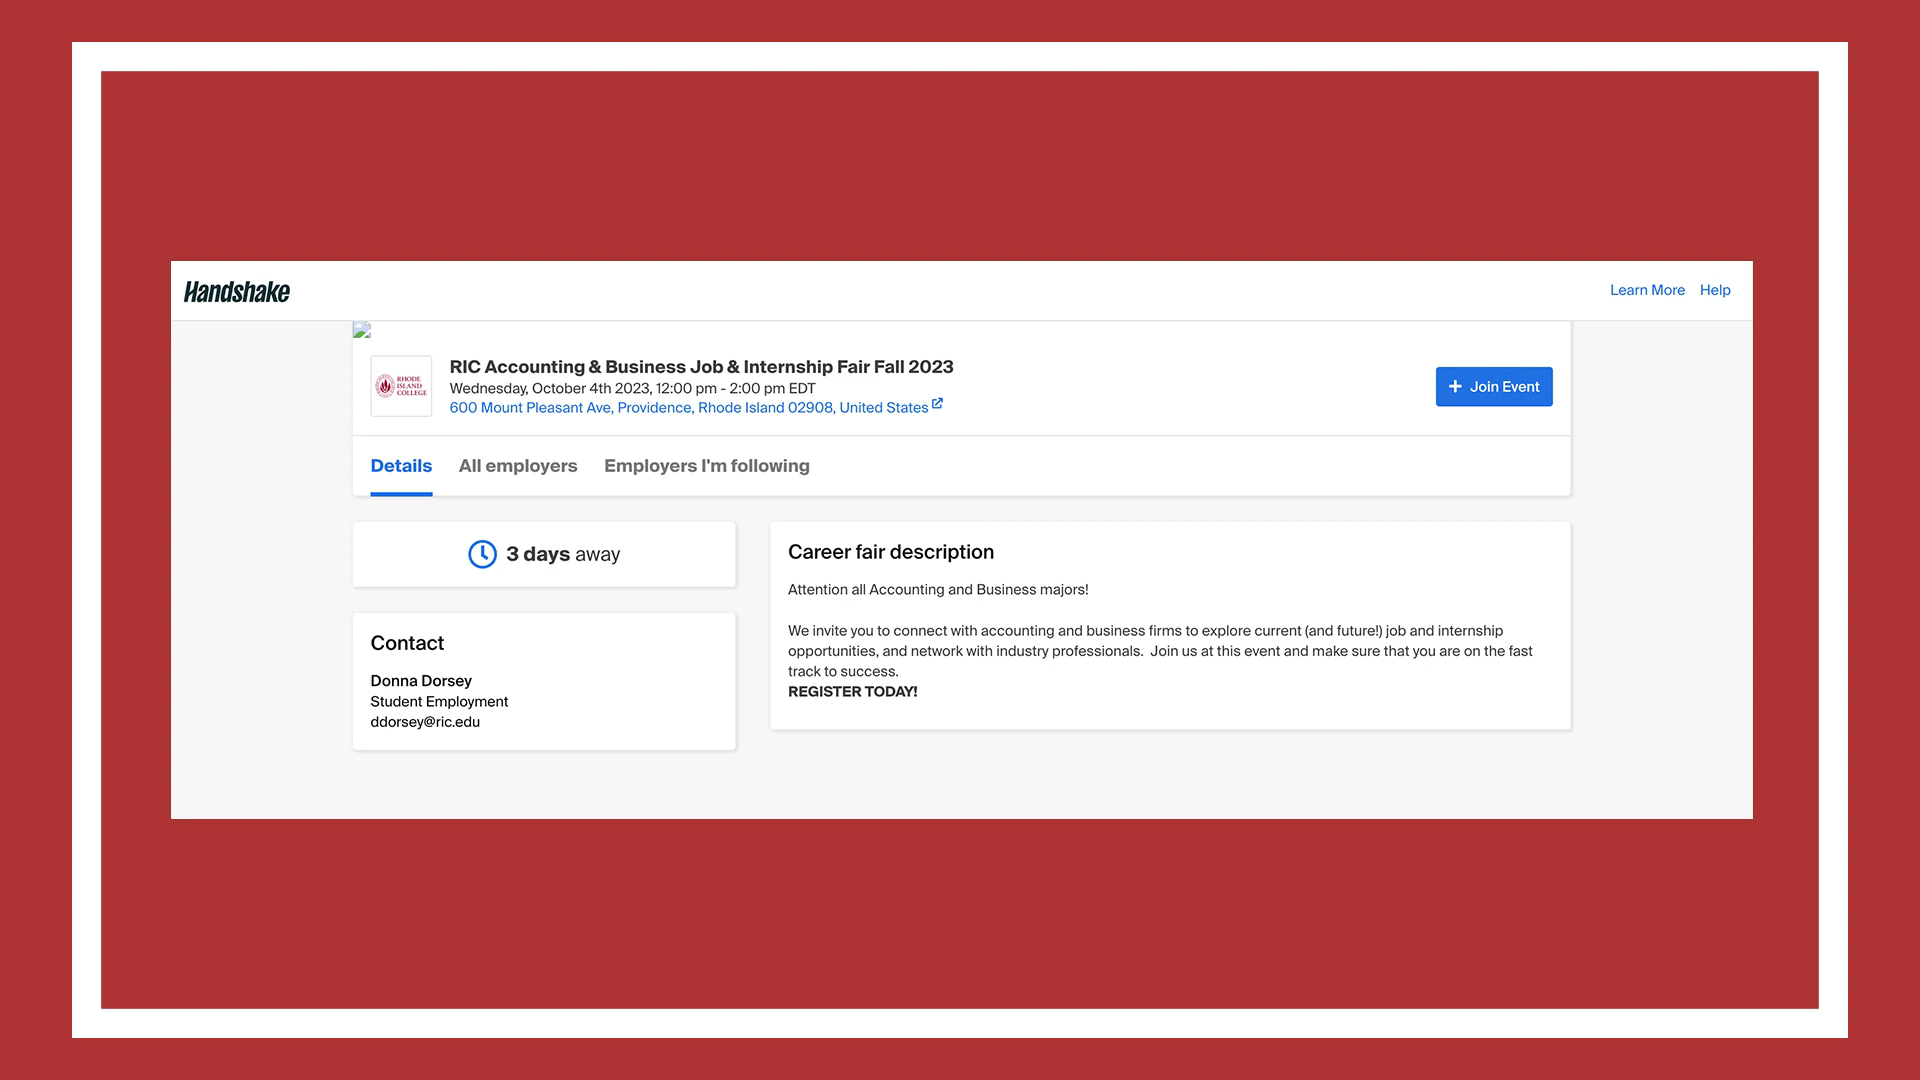 Handshake
Learn More Help
RHODE
ISLAND
COLLEGE
RIC Accounting & Business Job & Internship Fair Fall 2023
Wednesday, October 4th 2023, 12:00 pm - 2:00 pm EDT
600 Mount Pleasant Ave, Providence, Rhode Island 02908, United States
Join Event
Details All employers Employers I'm following
3 days away
Contact
Donna Dorsey
Student Employment
ddorsey@ric.edu
Career fair description
Attention all Accounting and Business majors!
We invite you to connect with accounting and business firms to explore current (and future!) job and internship
opportunities, and network with industry professionals.  Join us at this event and make sure that you are on the fast
track to success.
REGISTER TODAY!